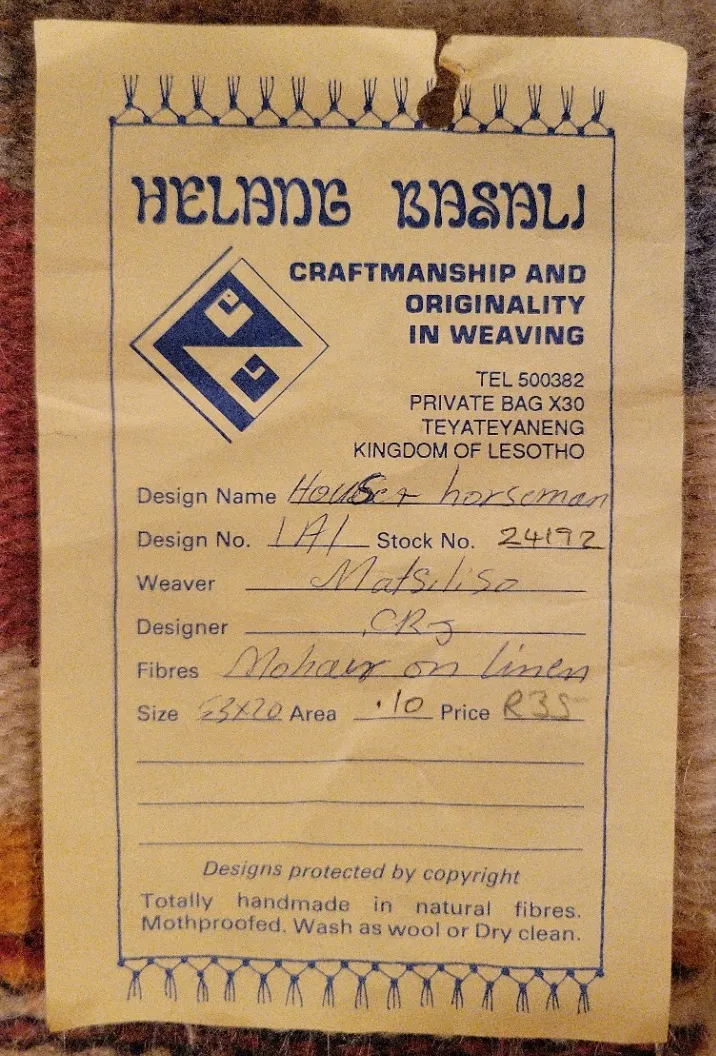 HELANG BASALI
CRAFTMANSHIP AND
ORIGINALITY
IN WEAVING
TEL 500382
PRIVATE BAG X30
TEYATEYANENG
KINGDOM OF LESOTHO
Design Name House + horseman
Design No. 1A1 Stock No. 24192
Weaver Matsiliso
Designer
Fibres Mohair on linen
Size 53x20 Area .10 Price R35
Designs protected by copyright
Totally handmade in natural fibres.
Mothproofed. Wash as wool or Dry clean.